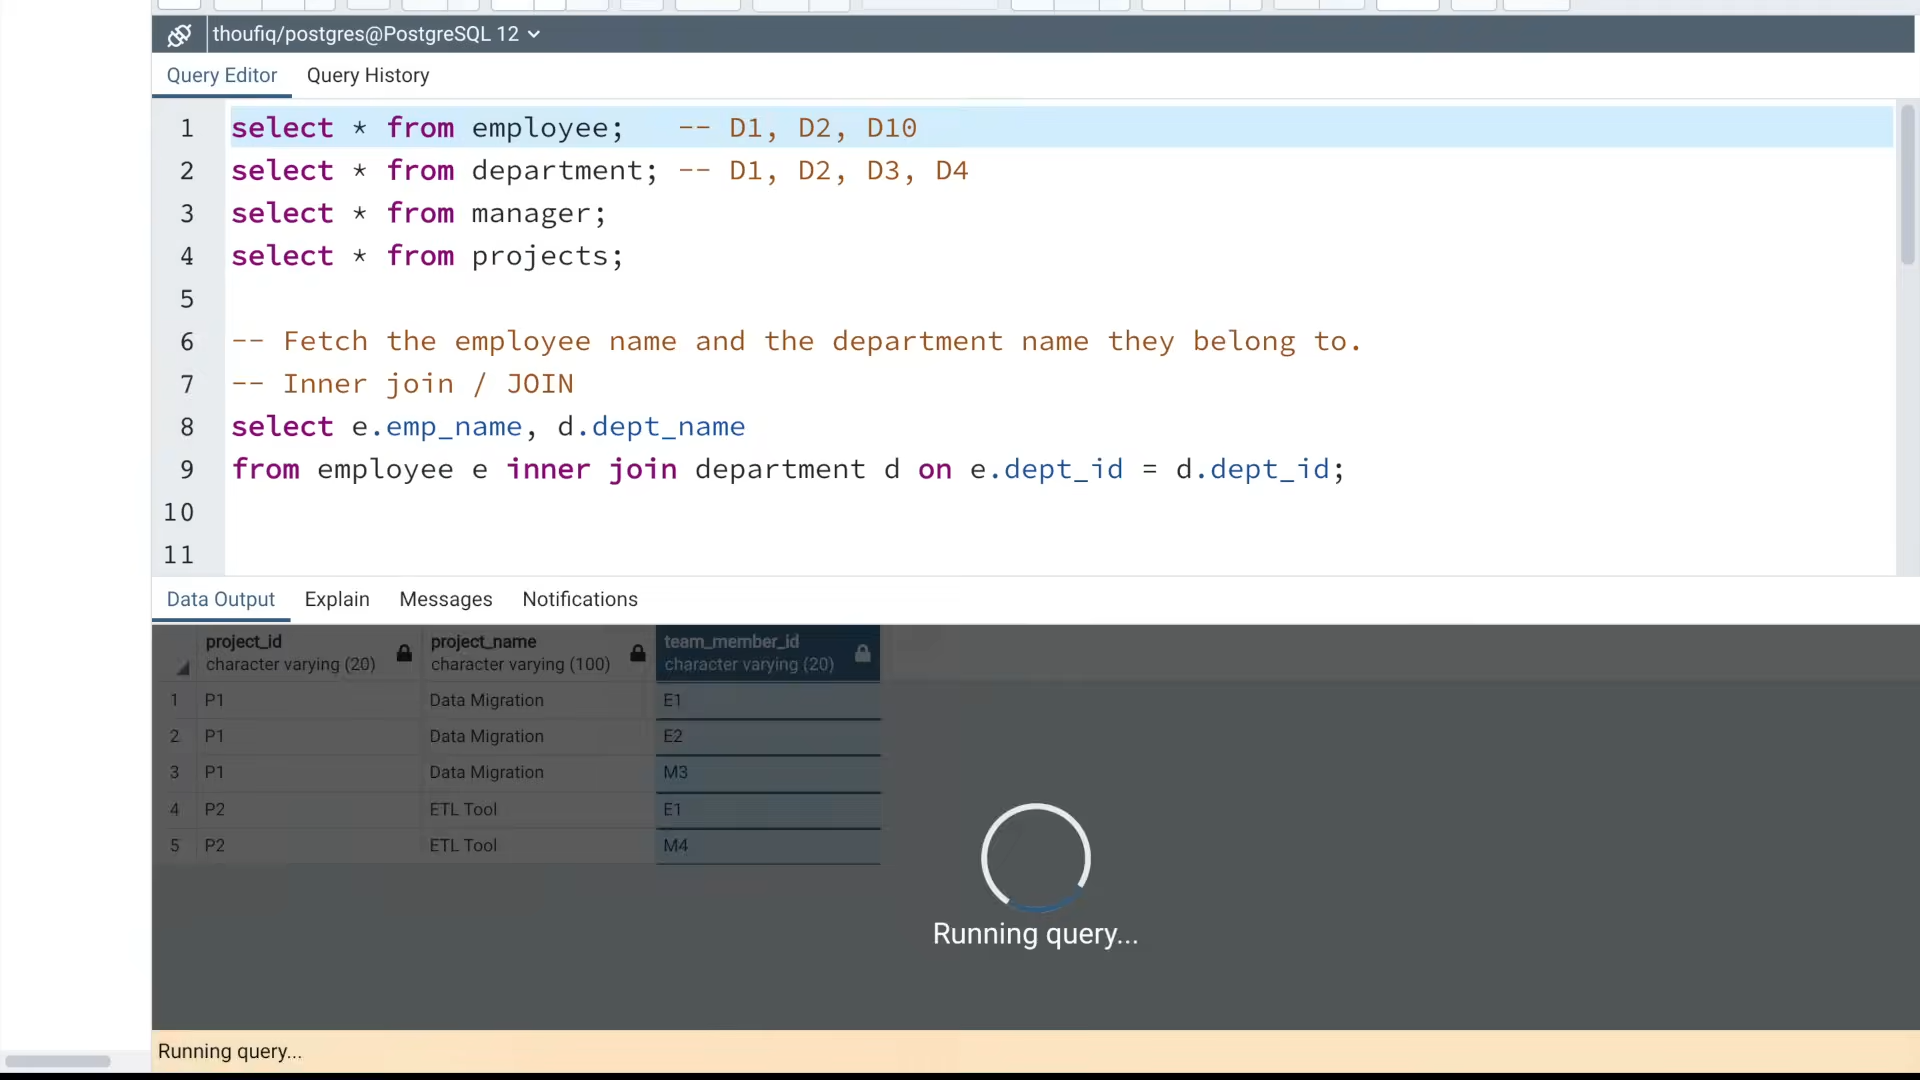 thoufiq/postgres@PostgreSQL 12
Query Editor Query History
1 select * from employee; -- D1, D2, D10
2 select * from department; -- D1, D2, D3, D4
3 select * from manager;
4 select * from projects;
5
6 -- Fetch the employee name and the department name they belong to.
7 -- Inner join / JOIN
8 select e.emp_name, d.dept_name
9 from employee e inner join department d on e.dept_id = d.dept_id;
10
11
Data Output Explain Messages Notifications
project_id project_name team_member_id
character varying (20) character varying (100) character varying (20)
1 P1 Data Migration E1
2 P1 Data Migration E2
3 P1 Data Migration M3
4 P2 ETL Tool E1
5 P2 ETL Tool M4
Running query...
Running query...